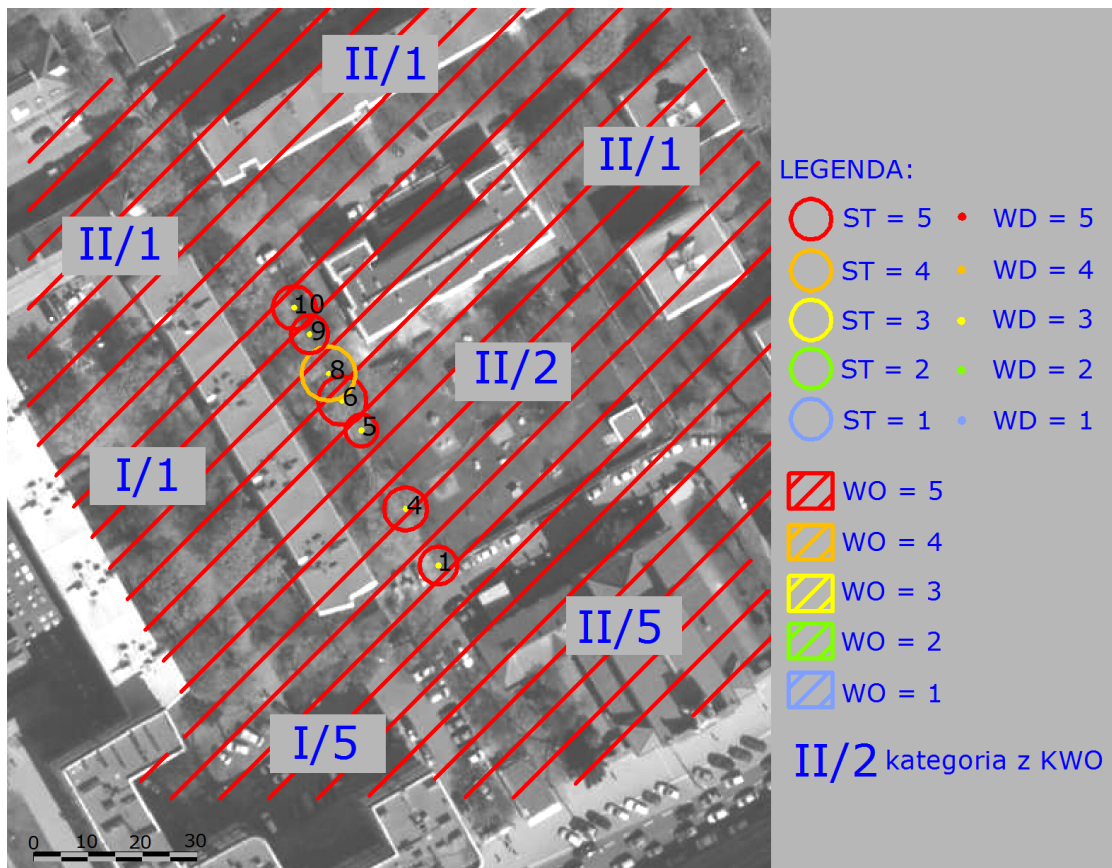 II/1
II/1
II/1
10
9
8
6
5
II/2
I/1
4
1
II/5
I/5
0 10 20 30
LEGENDA:
ST = 5 WD = 5
ST = 4 WD = 4
ST = 3 WD = 3
ST = 2 WD = 2
ST = 1 WD = 1
WO = 5
WO = 4
WO = 3
WO = 2
WO = 1
II/2 kategoria z KWO